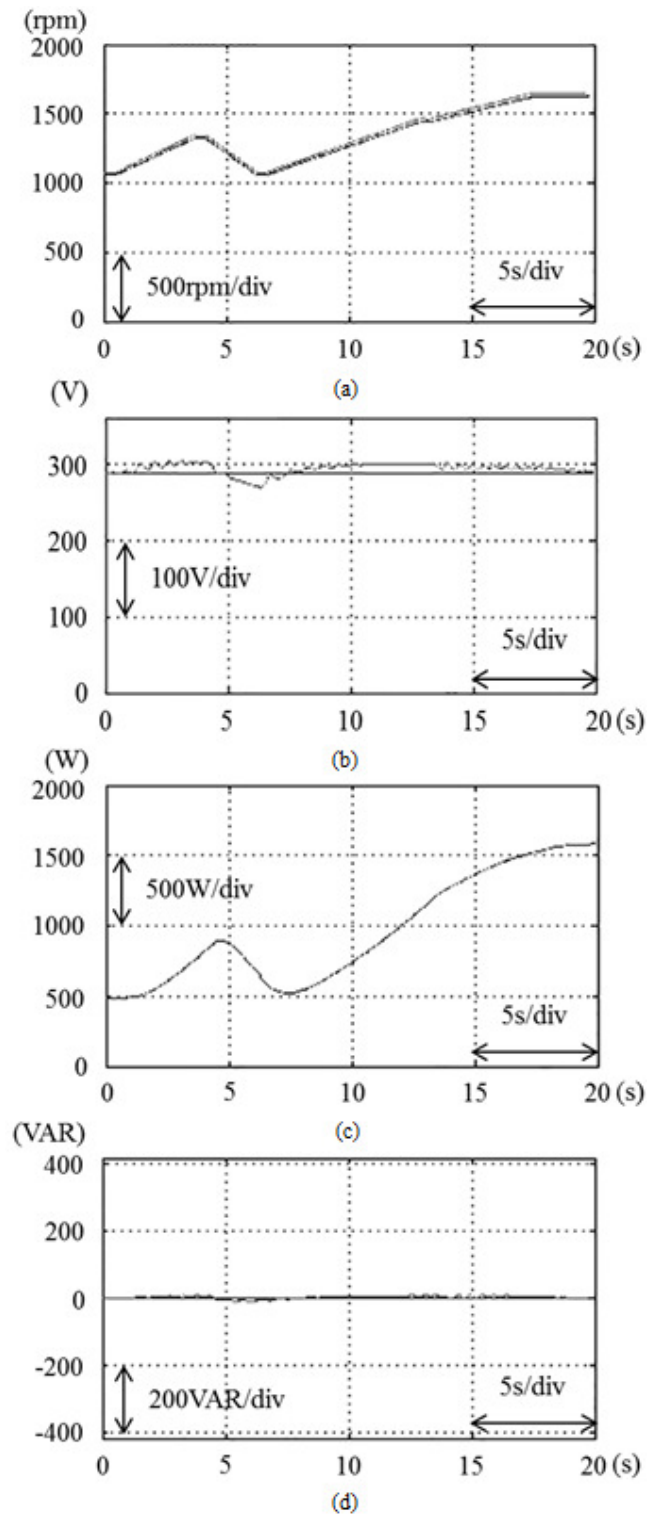 (rpm)
2000
1500
1000
500
500rpm/div
5s/div
0
0 5 10 15 20 (s)
(a)
(V)
300
200
100V/div
100
5s/div
0
0 5 10 15 20 (s)
(b)
(W)
2000
1500
500W/div
1000
500
5s/div
0
0 5 10 15 20 (s)
(c)
(VAR)
400
200
0
-200
200VAR/div
5s/div
-400
0 5 10 15 20 (s)
(d)